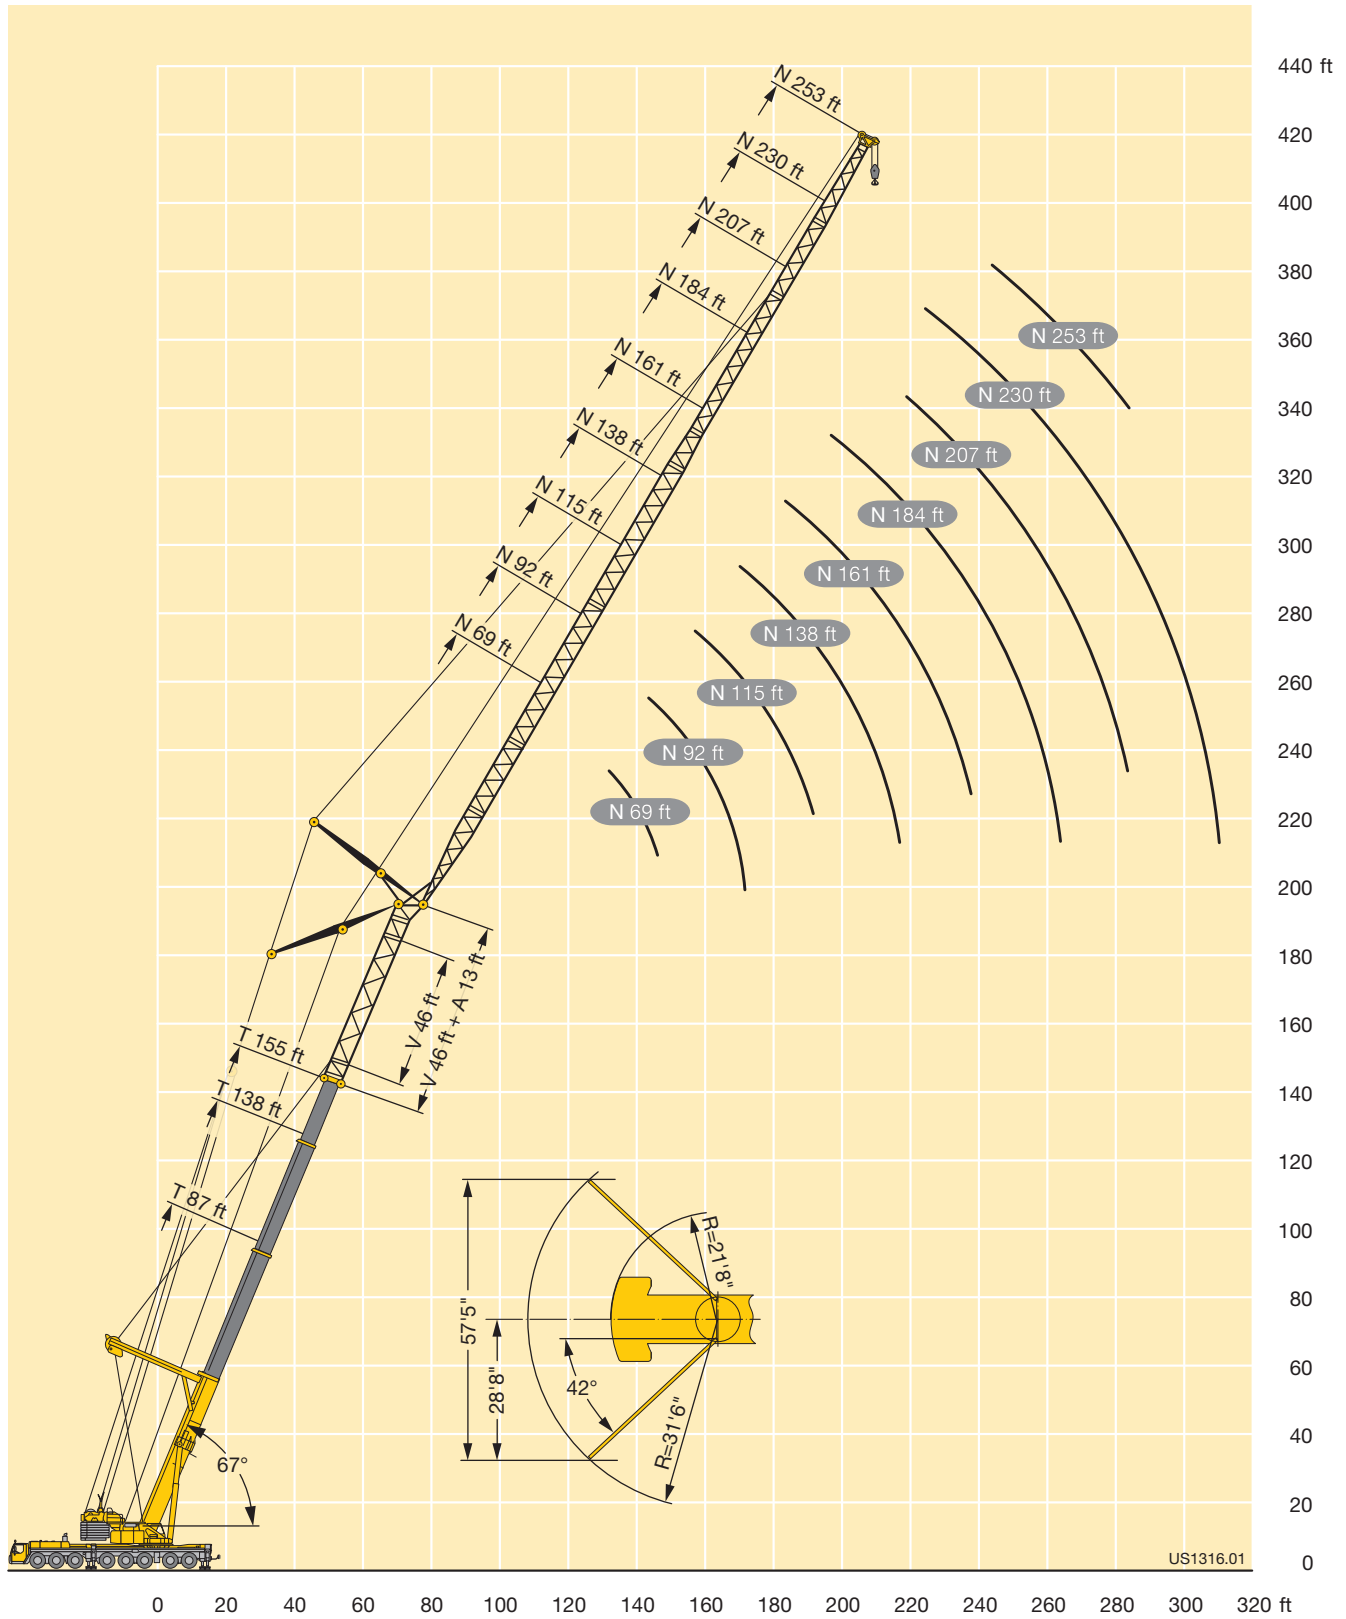 440 ft
N 253 ft
420
N 230 ft
400
N 207 ft
380
N 184 ft
360
N 253 ft
N 161 ft
340
N 230 ft
N 138 ft
320
N 207 ft
N 115 ft
N 184 ft
300
N 92 ft
N 161 ft
280
N 69 ft
N 138 ft
260
N 115 ft
240
N 92 ft
220
N 69 ft
200
180
V 46 ft
V 46 ft + A 13 ft
160
T 155 ft
140
T 138 ft
120
T 87 ft
100
R=21'8"
80
57'5"
28'8"
60
42°
R=31'6"
40
67°
20
US1316.01
0
0 20 40 60 80 100 120 140 160 180 200 220 240 260 280 300 320 ft